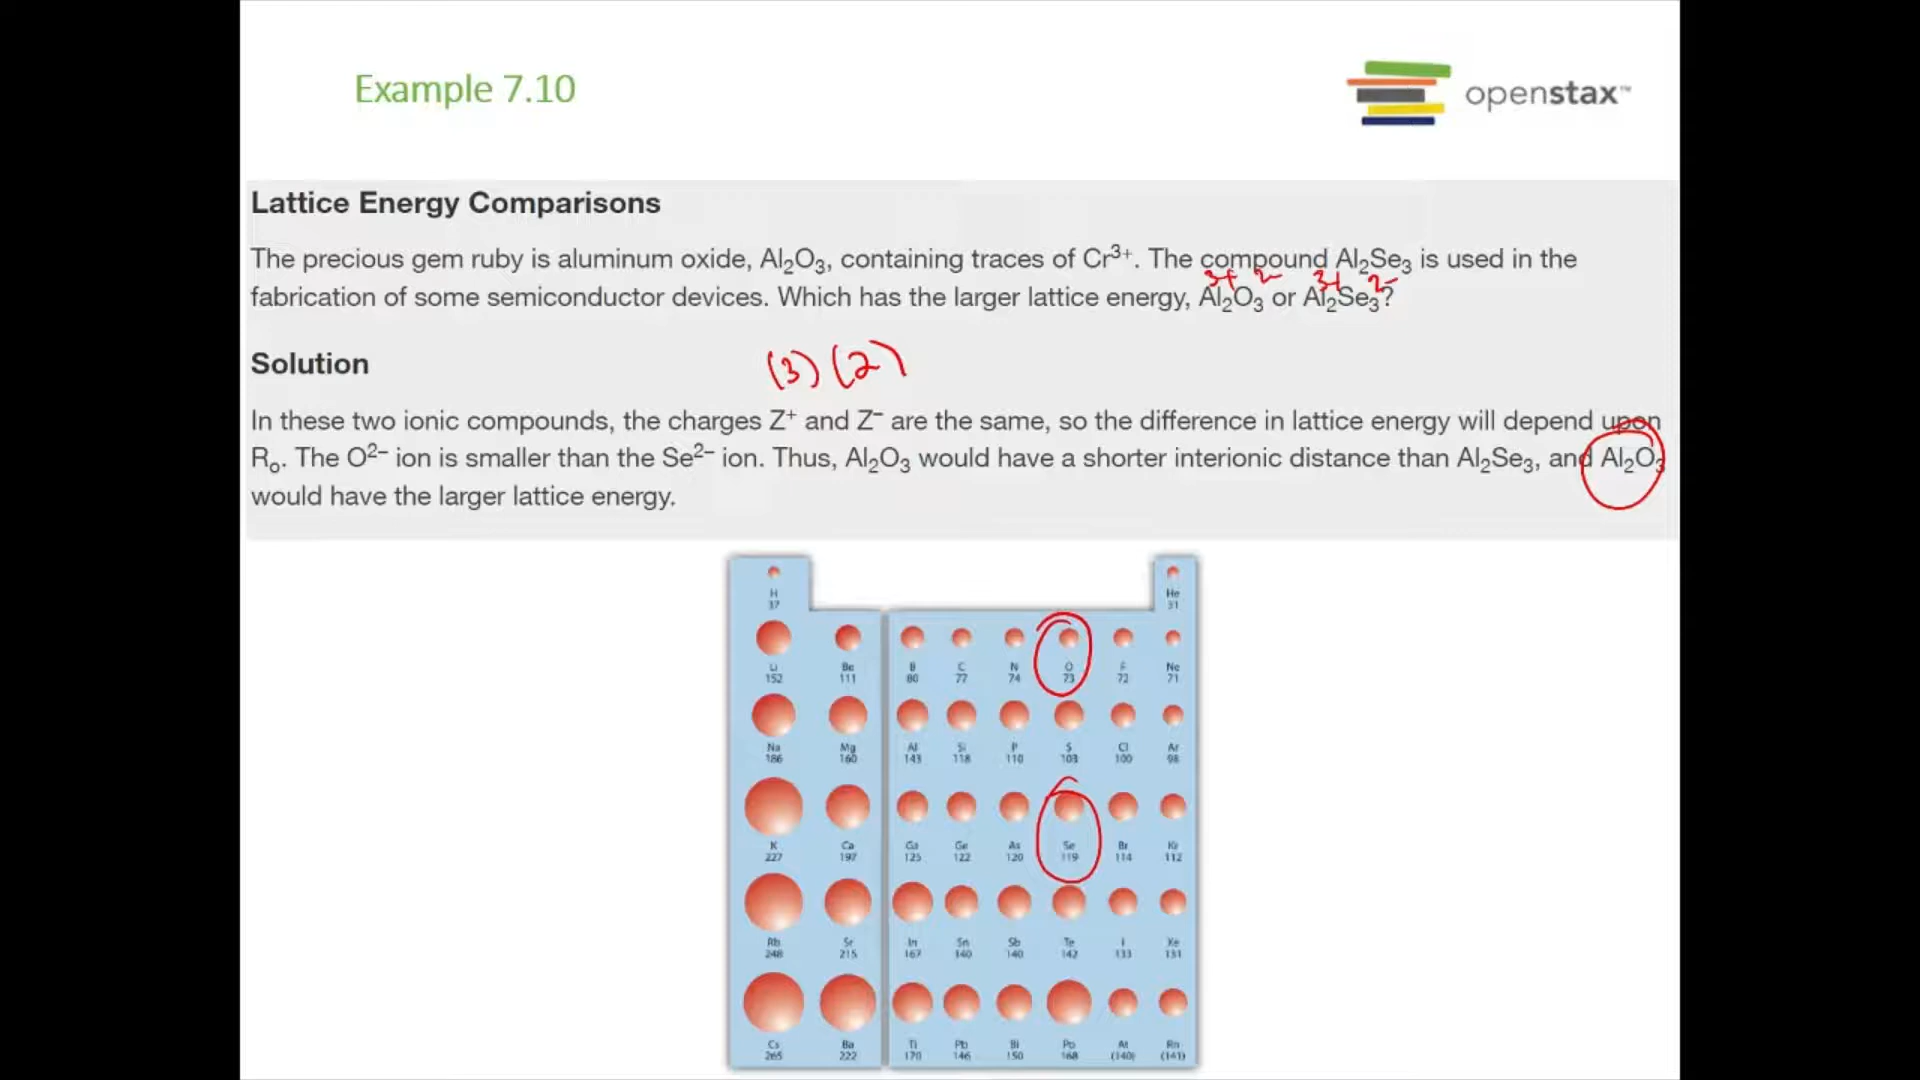 Example 7.10
openstax™
Lattice Energy Comparisons
The precious gem ruby is aluminum oxide, Al₂O₃, containing traces of Cr³⁺. The compound Al₂Se₃ is used in the
3+ 2- 3+ 2-
fabrication of some semiconductor devices. Which has the larger lattice energy, Al₂O₃ or Al₂Se₃?
Solution
(3) (2)
In these two ionic compounds, the charges Z⁺ and Z⁻ are the same, so the difference in lattice energy will depend upon
Rₒ. The O²⁻ ion is smaller than the Se²⁻ ion. Thus, Al₂O₃ would have a shorter interionic distance than Al₂Se₃, and Al₂O₃
would have the larger lattice energy.
H He
37 31
Li Be B C N O F Ne
152 111 80 77 74 73 72 71
Na Mg Al Si P S Cl Ar
186 160 143 118 110 103 100 98
K Ca Ga Ge As Se Br Kr
227 197 125 122 120 119 114 112
Rb Sr In Sn Sb Te I Xe
248 215 167 140 140 142 133 131
Cs Ba Tl Pb Bi Po At Rn
265 222 170 146 150 168 (140) (141)